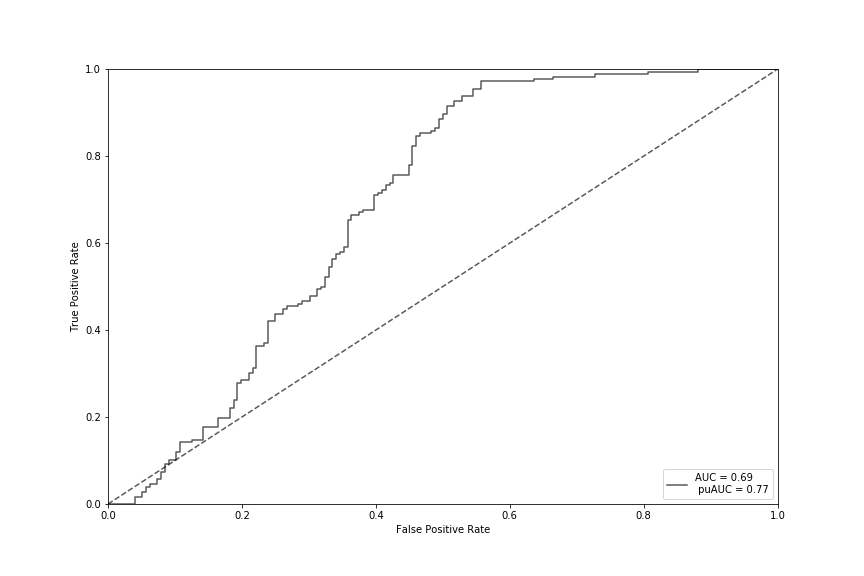 1.0
0.8
0.6
0.4
0.2
0.0
True Positive Rate
AUC = 0.69
puAUC = 0.77
0.0 0.2 0.4 0.6 0.8 1.0
False Positive Rate